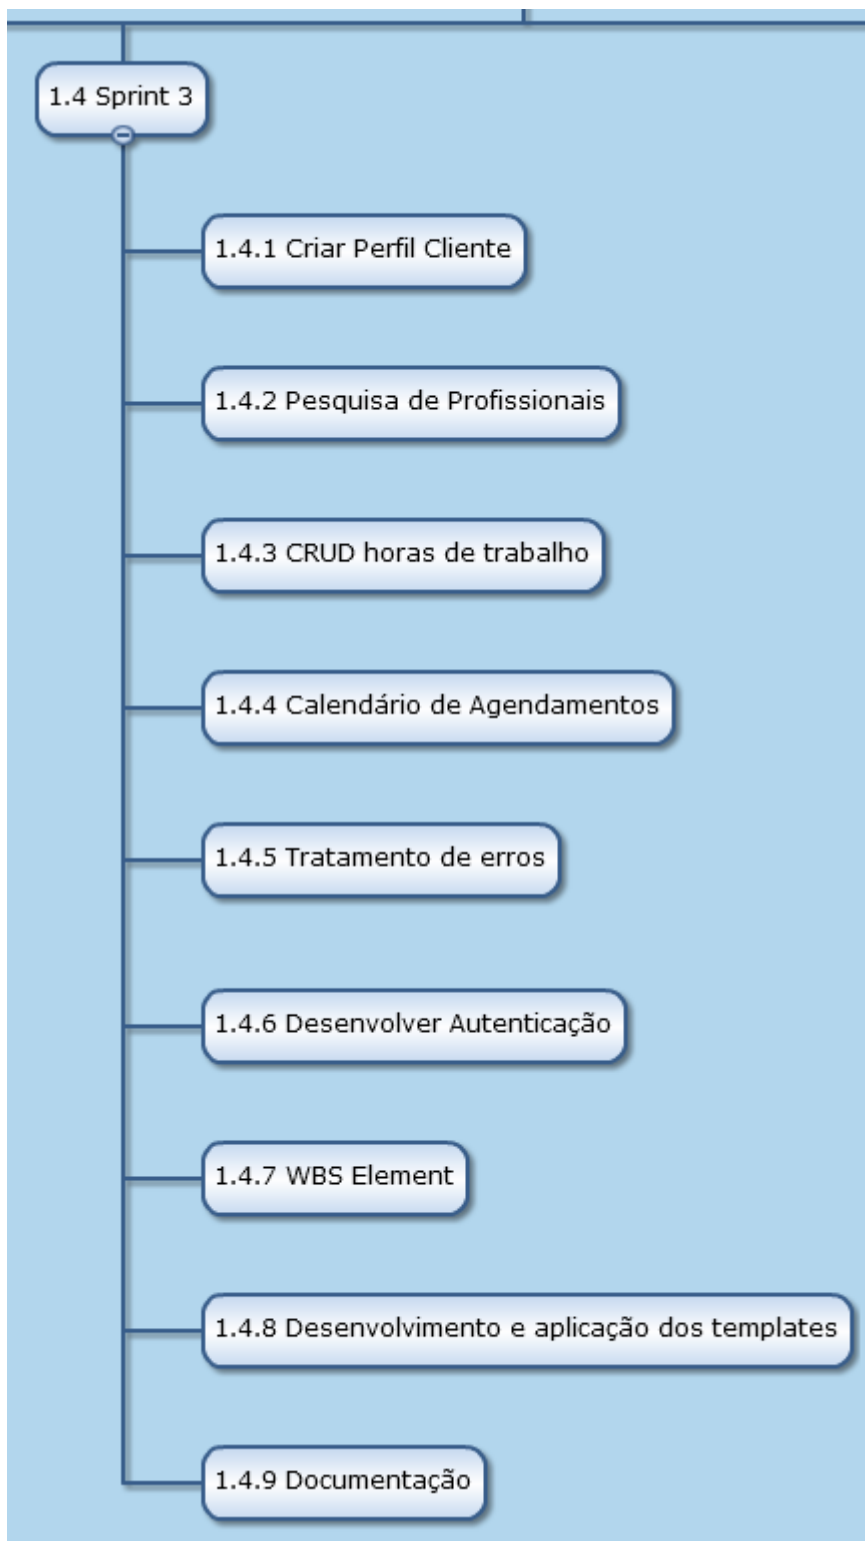 1.4 Sprint 3
1.4.1 Criar Perfil Cliente
1.4.2 Pesquisa de Profissionais
1.4.3 CRUD horas de trabalho
1.4.4 Calendário de Agendamentos
1.4.5 Tratamento de erros
1.4.6 Desenvolver Autenticação
1.4.7 WBS Element
1.4.8 Desenvolvimento e aplicação dos templates
1.4.9 Documentação